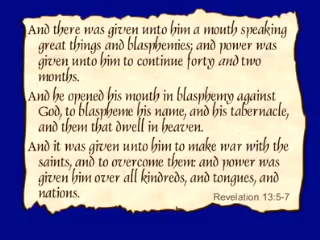 And there was given unto him a mouth speaking
great things and blasphemies; and power was
given unto him to continue forty and two
months.
And he opened his mouth in blasphemy against
God, to blaspheme his name, and his tabernacle,
and them that dwell in heaven.
And it was given unto him to make war with the
saints, and to overcome them: and power was
given him over all kindreds, and tongues, and
nations.
Revelation 13:5-7